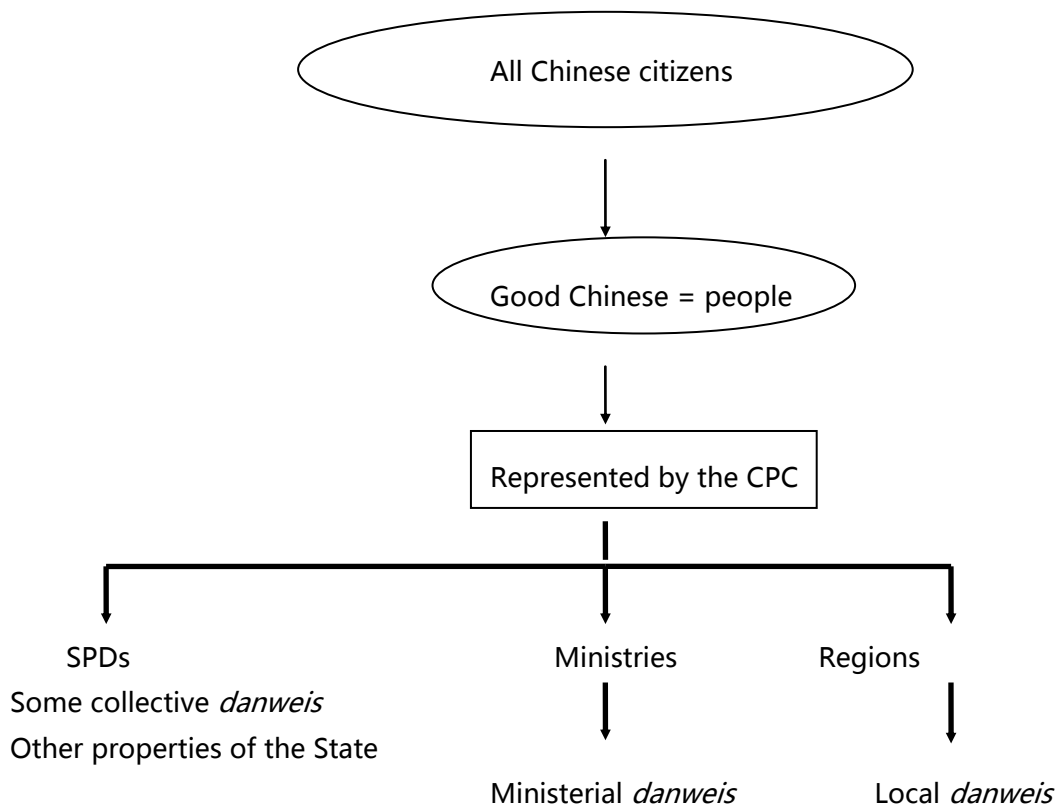 All Chinese citizens
Good Chinese = people
Represented by the CPC
SPDs
Some collective danweis
Other properties of the State
Ministries
Ministerial danweis
Regions
Local danweis